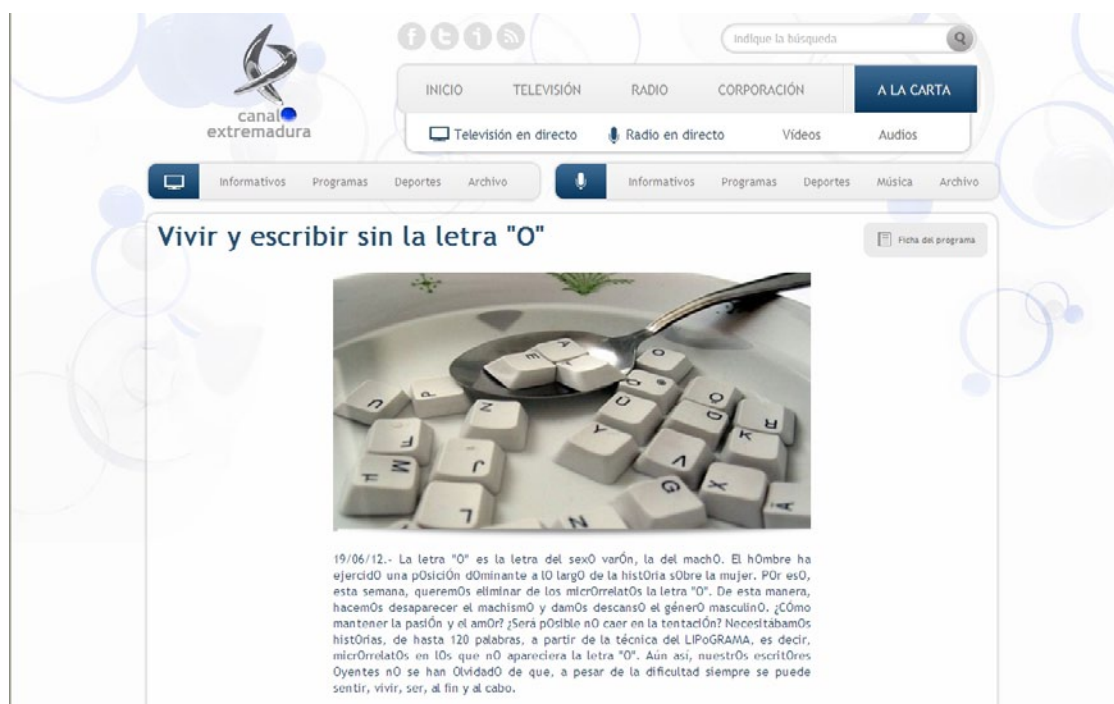 Indique la búsqueda
canal
extremadura
INICIO TELEVISIÓN RADIO CORPORACIÓN A LA CARTA
Televisión en directo Radio en directo Vídeos Audios
Informativos Programas Deportes Archivo Informativos Programas Deportes Música Archivo
Vivir y escribir sin la letra "O"
Ficha del programa
19/06/12.- La letra "O" es la letra del sexO varÓn, la del machO. El hOmbre ha
ejercidO una pOsiciÓn dOminante a lO largO de la histOria sObre la mujer. POr esO,
esta semana, queremOs eliminar de los micrOrrelatOs la letra "O". De esta manera,
hacemOs desaparecer el machismO y damOs descansO el génerO masculinO. ¿CÓmo
mantener la pasiÓn y el amOr? ¿Será pOsible nO caer en la tentaciÓn? NecesitábamOs
histOrias, de hasta 120 palabras, a partir de la técnica del LIPoGRAMA, es decir,
micrOrrelatOs en lOs que nO apareciera la letra "O". Aún así, nuestrOs escritOres
Oyentes nO se han OlvidadO de que, a pesar de la dificultad siempre se puede
sentir, vivir, ser, al fin y al cabo.